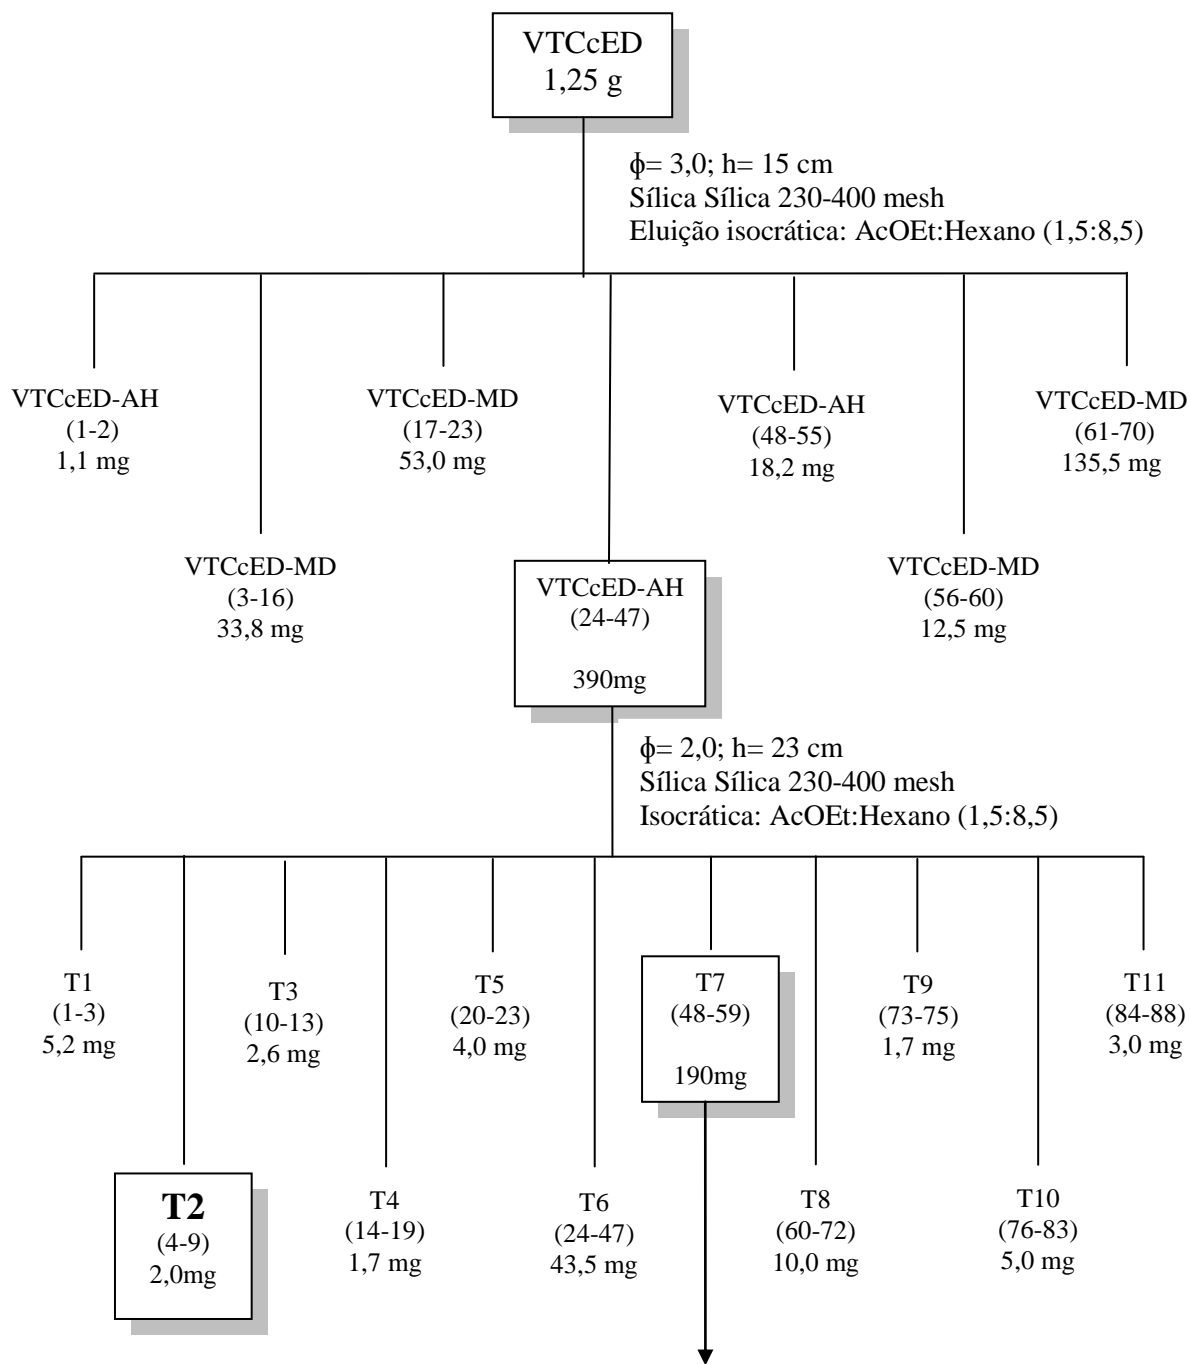 VTCcED
1,25 g
ϕ= 3,0; h= 15 cm
Sílica Sílica 230-400 mesh
Eluição isocrática: AcOEt:Hexano (1,5:8,5)
VTCcED-AH
(1-2)
1,1 mg
VTCcED-MD
(3-16)
33,8 mg
VTCcED-MD
(17-23)
53,0 mg
VTCcED-AH
(24-47)
390mg
VTCcED-AH
(48-55)
18,2 mg
VTCcED-MD
(56-60)
12,5 mg
VTCcED-MD
(61-70)
135,5 mg
ϕ= 2,0; h= 23 cm
Sílica Sílica 230-400 mesh
Isocrática: AcOEt:Hexano (1,5:8,5)
T1
(1-3)
5,2 mg
T2
(4-9)
2,0mg
T3
(10-13)
2,6 mg
T4
(14-19)
1,7 mg
T5
(20-23)
4,0 mg
T6
(24-47)
43,5 mg
T7
(48-59)
190mg
T8
(60-72)
10,0 mg
T9
(73-75)
1,7 mg
T10
(76-83)
5,0 mg
T11
(84-88)
3,0 mg